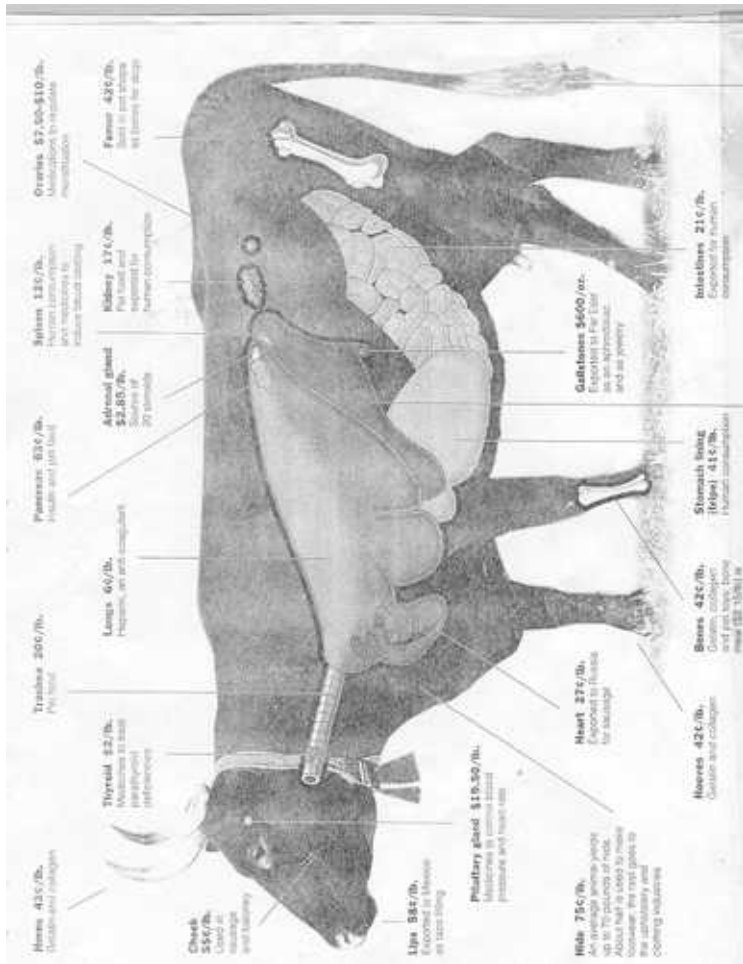 Horns 42¢/lb.
Gelatin and collagen
Trachea 20¢/lb.
Pet food
Pancreas 63¢/lb.
Insulin and pet food
Spleen 12¢/lb.
Human consumption
and medicines to
induce blood clotting
Ovaries $7.50-$10/lb.
Medications to regulate
menstruation
Thyroid $2/lb.
Medicines to treat
parathyroid
deficiencies
Lungs 6¢/lb.
Heparin, an anti-coagulant
Adrenal gland
$2.85/lb.
Source of
20 steroids
Kidney 17¢/lb.
Pet food and
exported for
human consumption
Femur 42¢/lb.
Sold in pet shops
as bones for dogs
Cheek
55¢/lb.
Used in
sausage
and baloney
Lips 58¢/lb.
Exported to Mexico
as taco filling
Pituitary gland $19.50/lb.
Medicines to control blood
pressure and heart rate
Hide 75¢/lb.
An average animal yields
up to 70 pounds of hide.
About half is used to make
footwear; the rest goes to
the upholstery and
clothing industries
Heart 27¢/lb.
Exported to Russia
for sausage
Gallstones $600/oz.
Exported to Far East
as an aphrodisiac
and as jewelry
Hooves 42¢/lb.
Gelatin and collagen
Bones 42¢/lb.
Gelatin, collagen
and pet toys; bone
meal
Stomach lining
(tripe) 41¢/lb.
Human consumption
Intestines 21¢/lb.
Exported for human
consumption